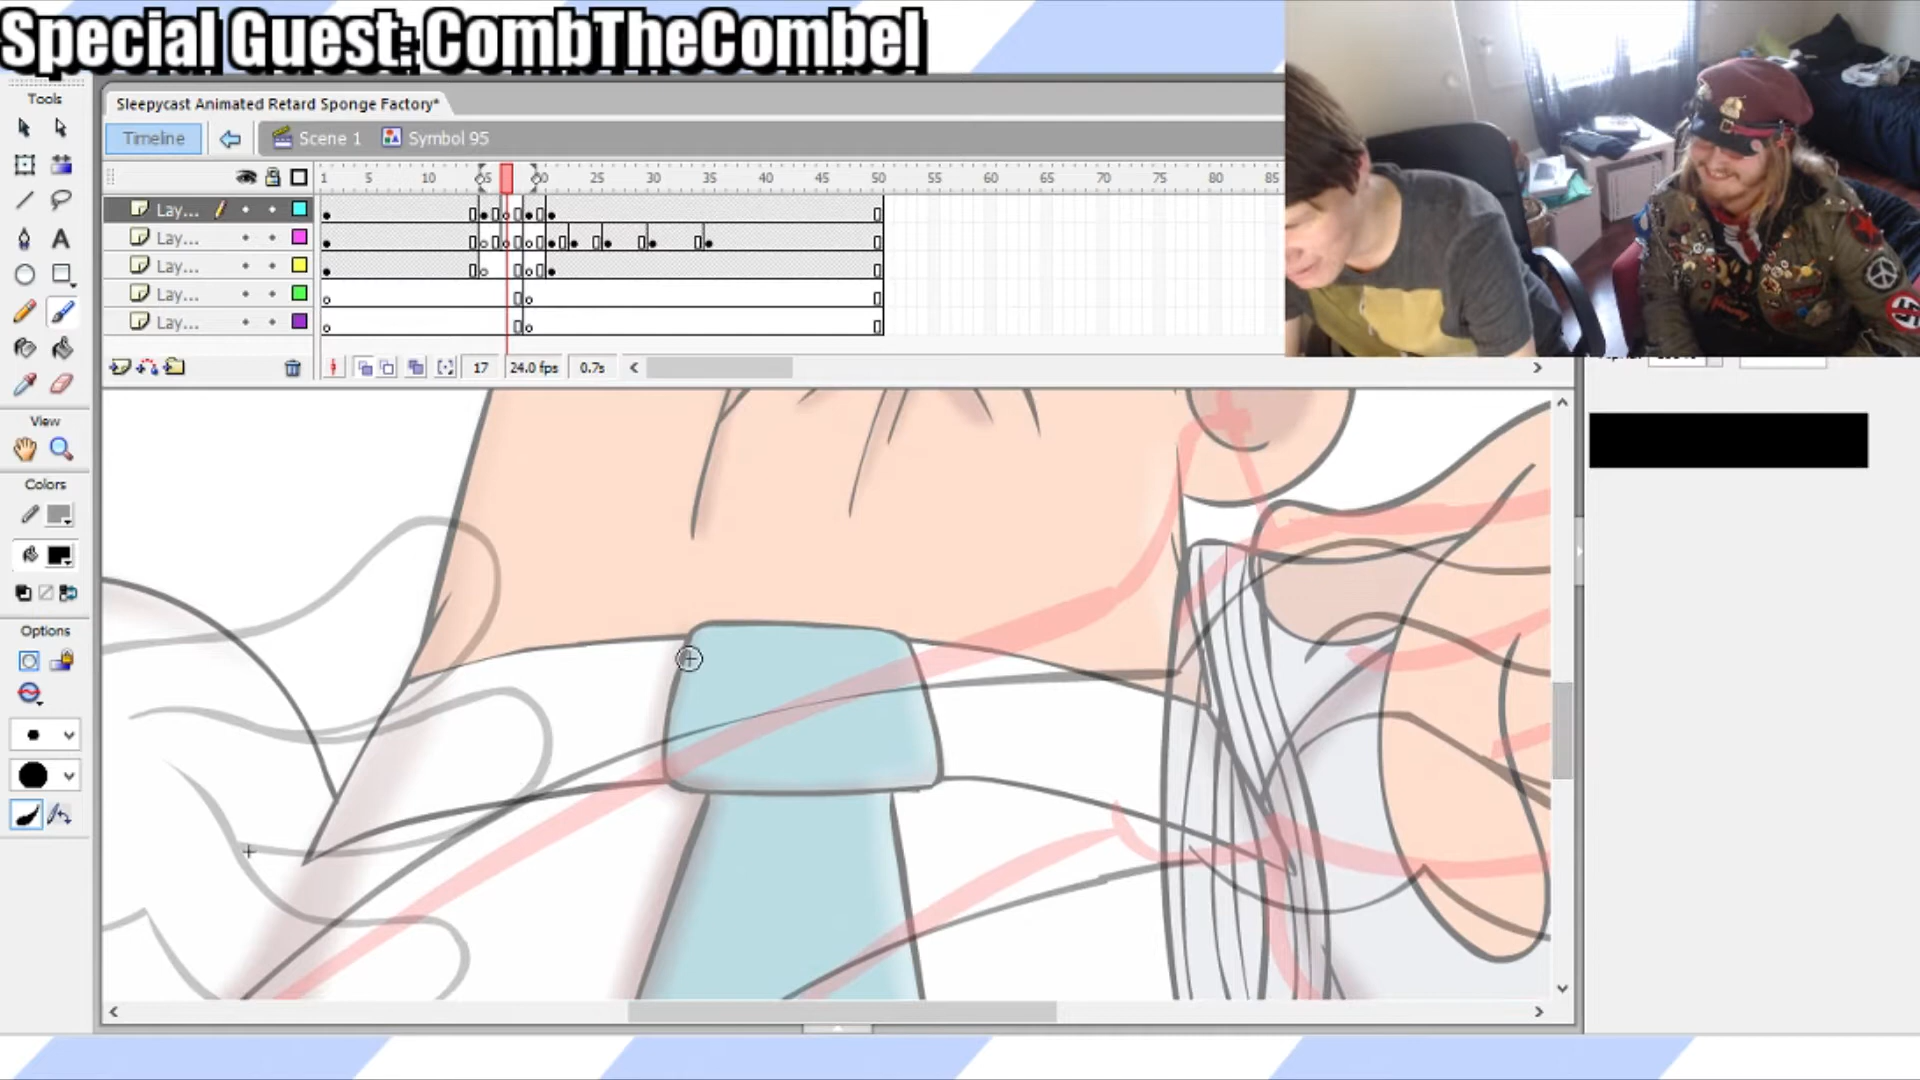 Special Guest: CombTheCombel
Tools
Sleepycast Animated Retard Sponge Factory*
Timeline
Scene 1
Symbol 95
1 5 10 15 20 25 30 35 40 45 50 55 60 65 70 75 80 85
Lay...
Lay...
Lay...
Lay...
Lay...
17 24.0 fps 0.7s
View
Colors
Options